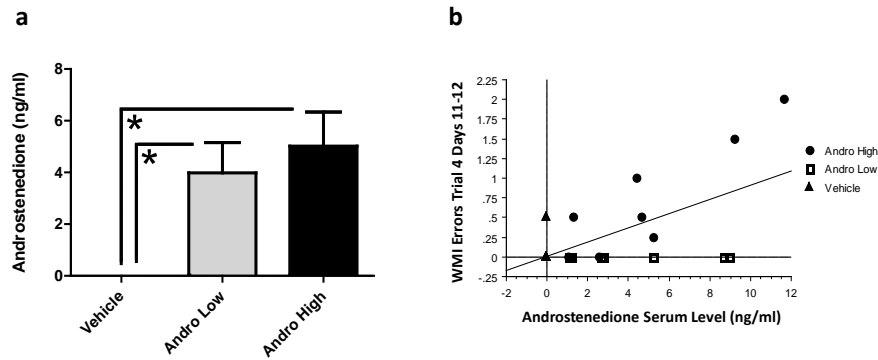 a
Androstenedione (ng/ml)
8
6
4
2
0
*
*
Vehicle
Andro Low
Andro High
b
WMI Errors Trial 4 Days 11-12
2.25
2
1.75
1.5
1.25
1
.75
.5
.25
0
-.25
-2 0 2 4 6 8 10 12
Androstenedione Serum Level (ng/ml)
Andro High
Andro Low
Vehicle